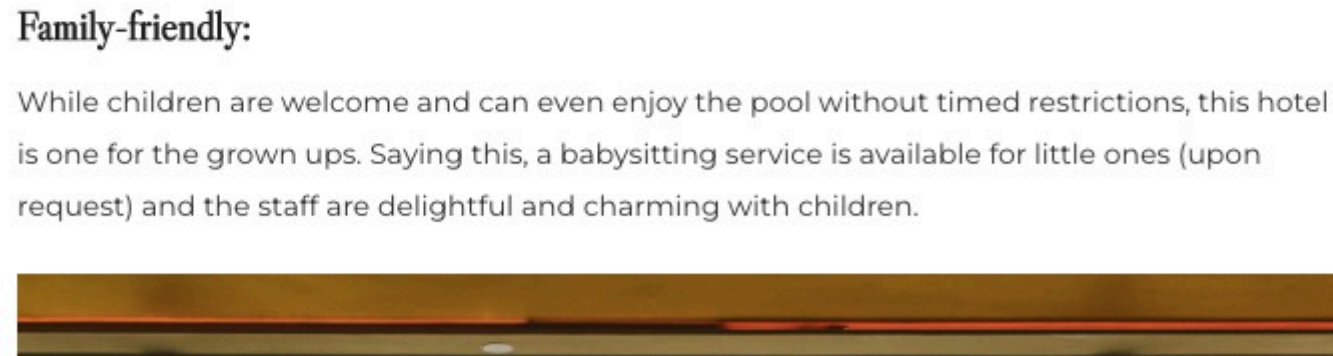 Family-friendly:
While children are welcome and can even enjoy the pool without timed restrictions, this hotel
is one for the grown ups. Saying this, a babysitting service is available for little ones (upon
request) and the staff are delightful and charming with children.